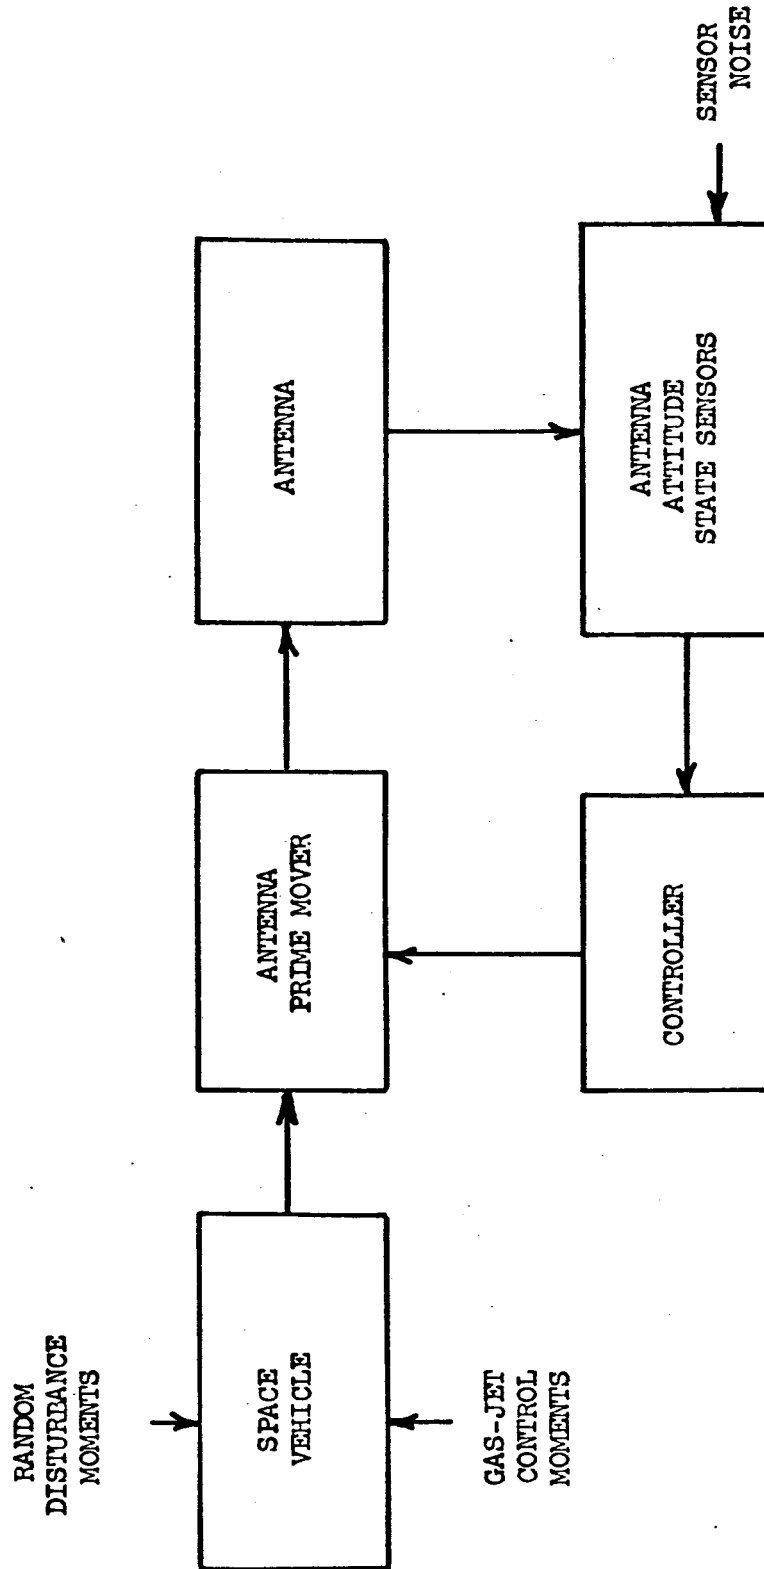 RANDOM
DISTURBANCE
MOMENTS
SPACE
VEHICLE
GAS-JET
CONTROL
MOMENTS
ANTENNA
PRIME MOVER
ANTENNA
CONTROLLER
ANTENNA
ATTITUDE
STATE SENSORS
SENSOR
NOISE